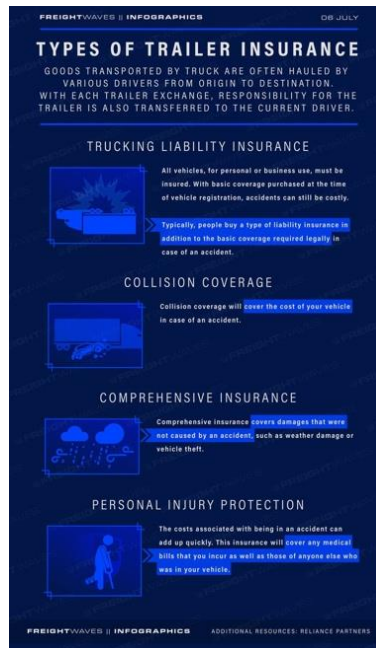 FREIGHTWAVES || INFOGRAPHICS 06 JULY
TYPES OF TRAILER INSURANCE
GOODS TRANSPORTED BY TRUCK ARE OFTEN HAULED BY
VARIOUS DRIVERS FROM ORIGIN TO DESTINATION.
WITH EACH TRAILER EXCHANGE, RESPONSIBILITY FOR THE
TRAILER IS ALSO TRANSFERRED TO THE CURRENT DRIVER.
TRUCKING LIABILITY INSURANCE
All vehicles, for personal or business use, must be
insured. With basic coverage purchased at the time
of vehicle registration, accidents can still be costly.
Typically, people buy a type of liability insurance in
addition to the basic coverage required legally in
case of an accident.
COLLISION COVERAGE
Collision coverage will cover the cost of your vehicle
in case of an accident.
COMPREHENSIVE INSURANCE
Comprehensive insurance covers damages that were
not caused by an accident, such as weather damage or
vehicle theft.
PERSONAL INJURY PROTECTION
The costs associated with being in an accident can
add up quickly. This insurance will cover any medical
bills that you incur as well as those of anyone else who
was in your vehicle.
FREIGHTWAVES || INFOGRAPHICS ADDITIONAL RESOURCES: RELIANCE PARTNERS